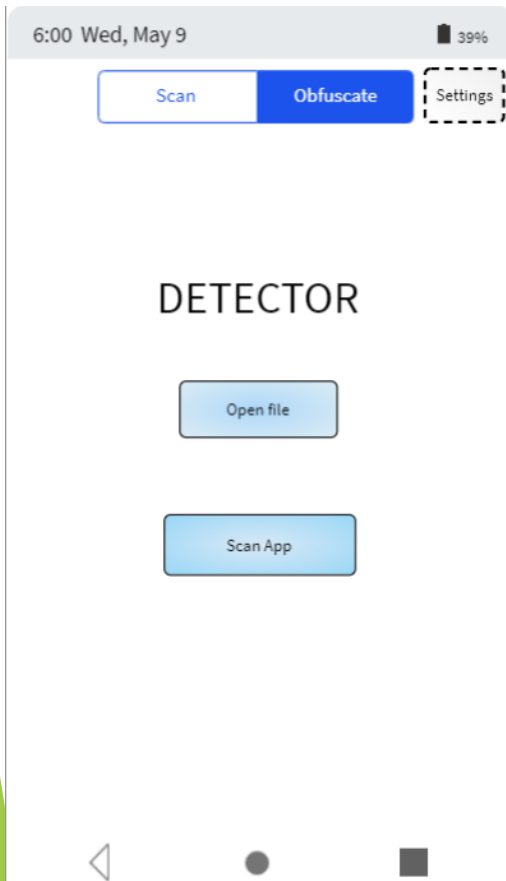 6:00 Wed, May 9 39%
Scan Obfuscate Settings
DETECTOR
Open file
Scan App